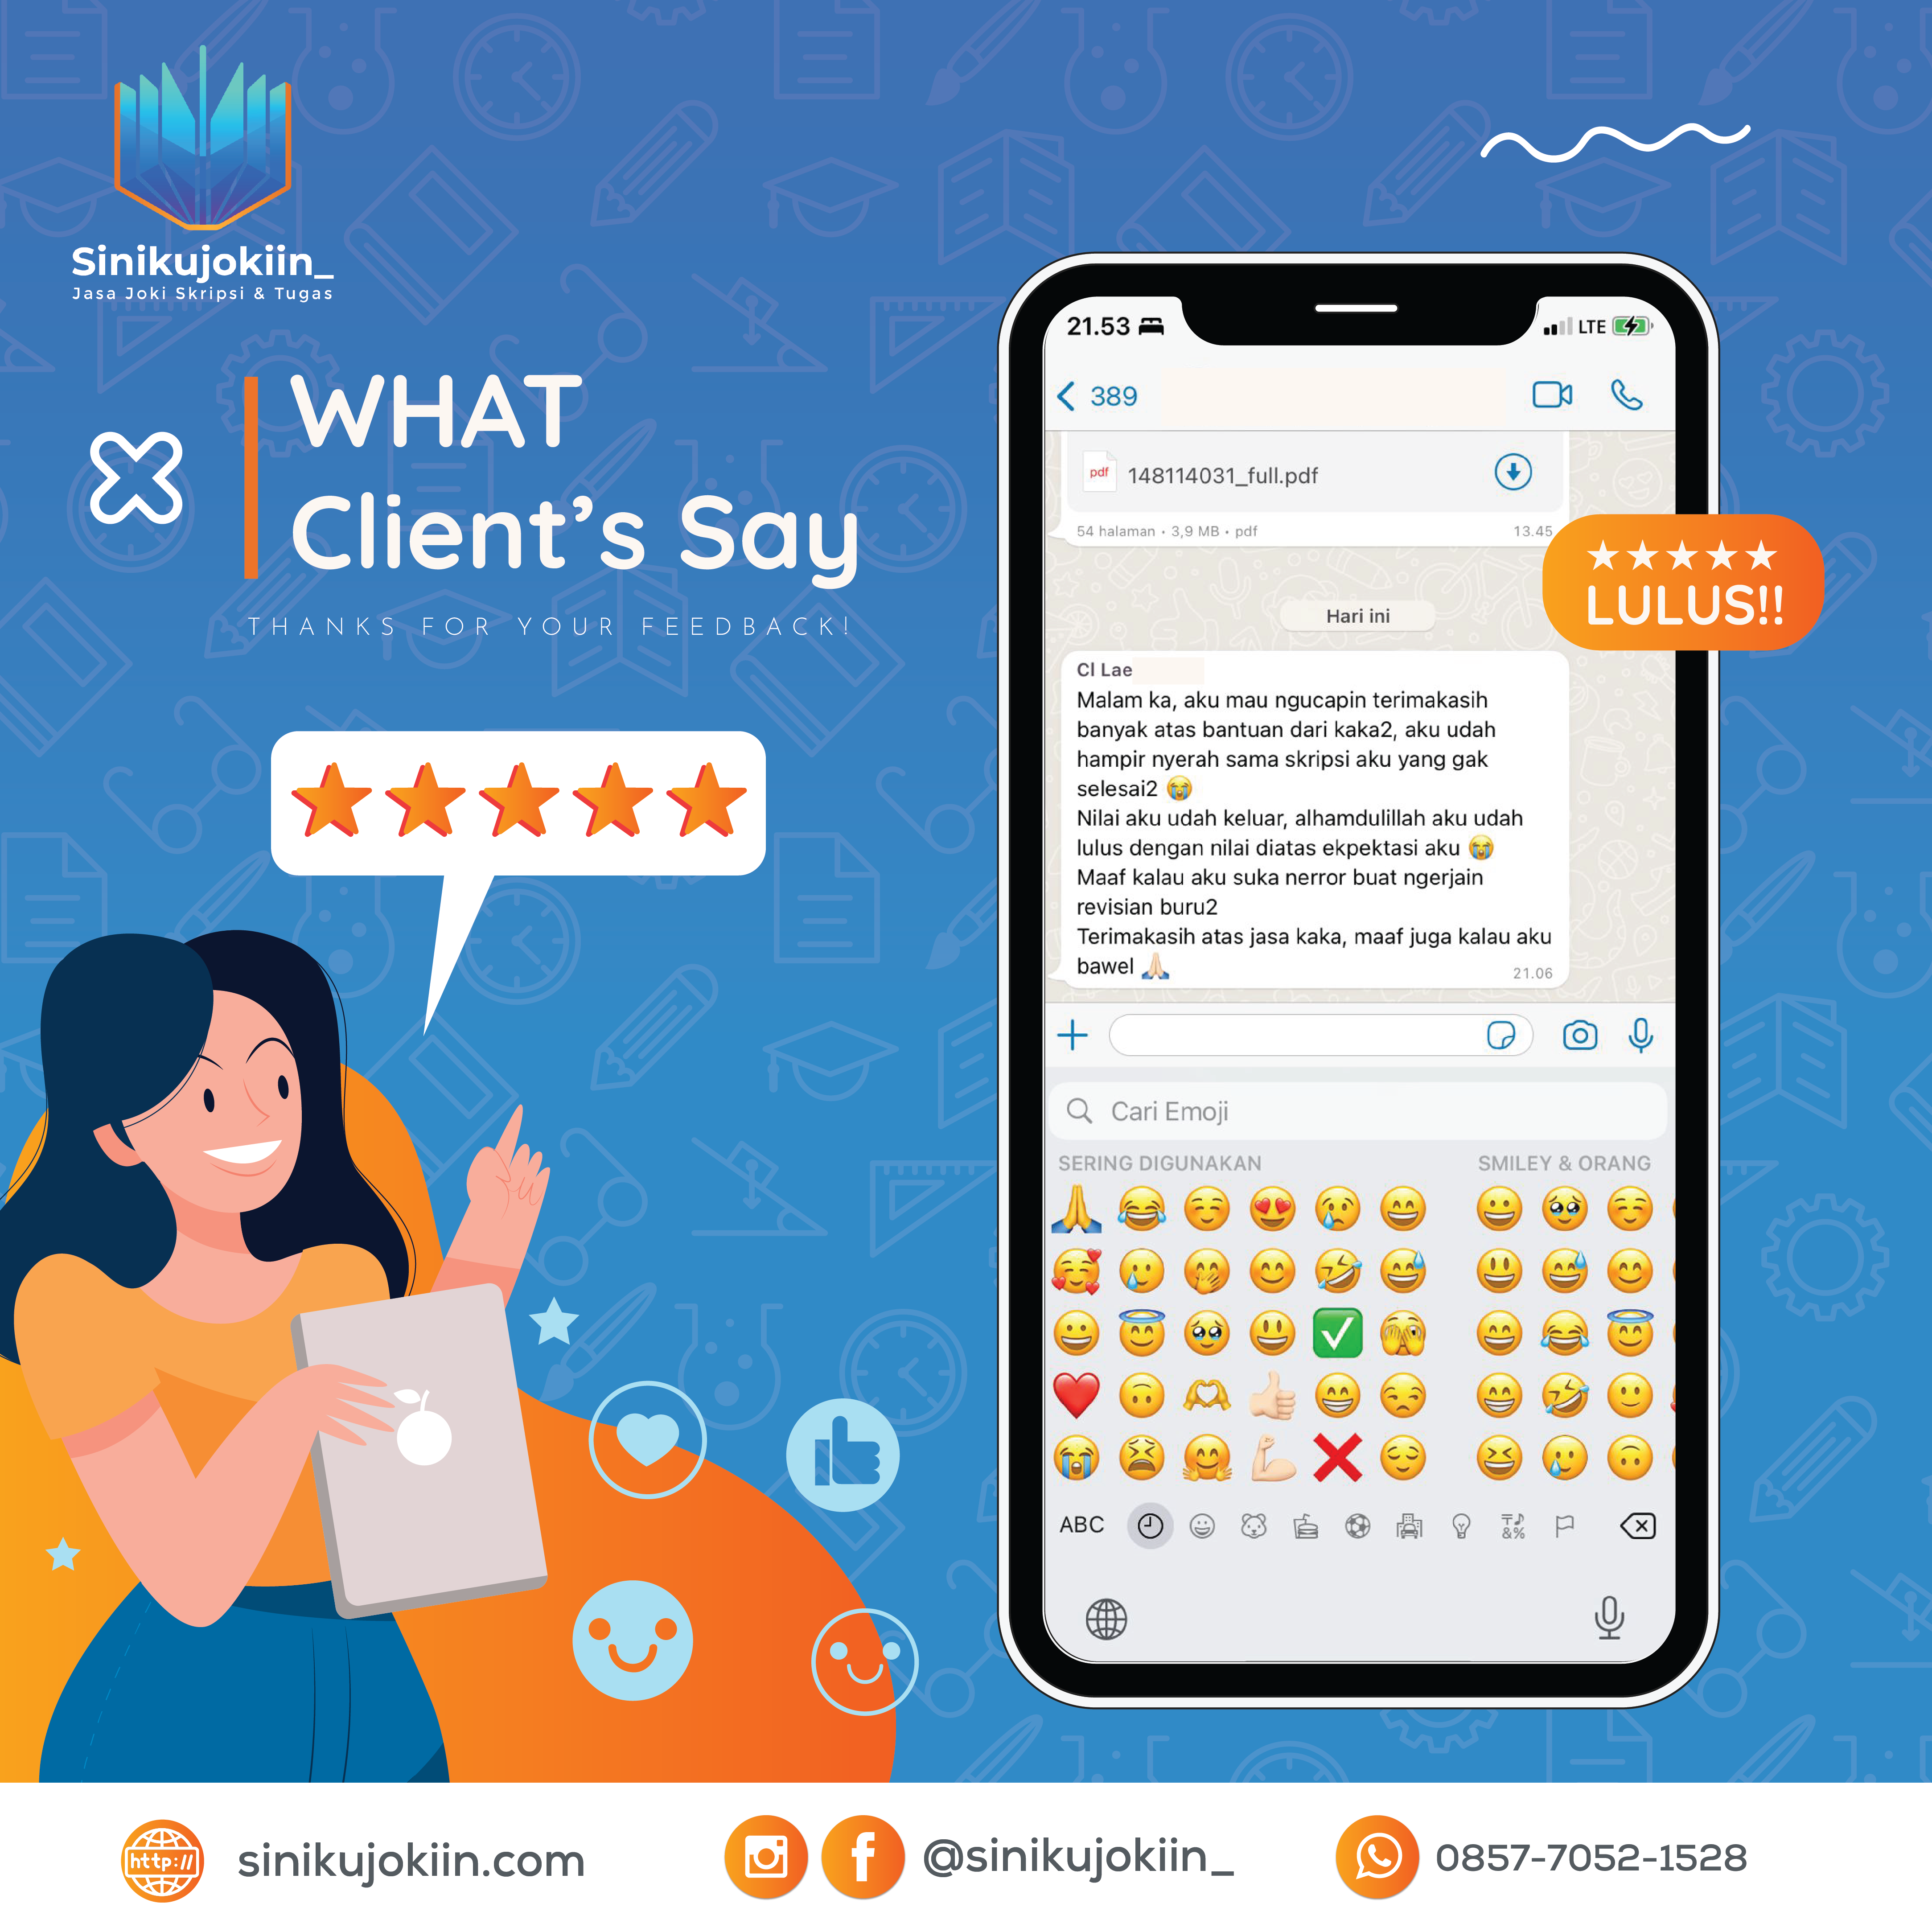 Sinikujokiin_
Jasa Joki Skripsi & Tugas
WHAT
Client's Say
THANKS FOR YOUR FEEDBACK!
21.53
LTE
389
pdf
148114031_full.pdf
54 halaman • 3,9 MB • pdf
13.45
LULUS!!
Hari ini
Cl Lae
Malam ka, aku mau ngucapin terimakasih
banyak atas bantuan dari kaka2, aku udah
hampir nyerah sama skripsi aku yang gak
selesai2 😭
Nilai aku udah keluar, alhamdulillah aku udah
lulus dengan nilai diatas ekpektasi aku 😭
Maaf kalau aku suka nerror buat ngerjain
revisian buru2
Terimakasih atas jasa kaka, maaf juga kalau aku
bawel 🙏🏻
21.06
Cari Emoji
SERING DIGUNAKAN
SMILEY & ORANG
ABC
&%
http://
sinikujokiin.com
@sinikujokiin_
0857-7052-1528